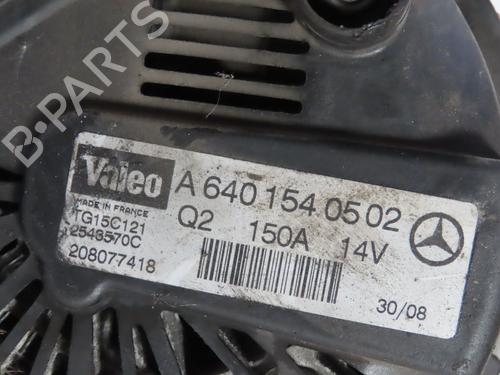 B-PARTS
Valeo
A 640 154 05 02
MADE IN FRANCE
TG15C121
Q2 150A 14V
2543570C
208077418
30/08